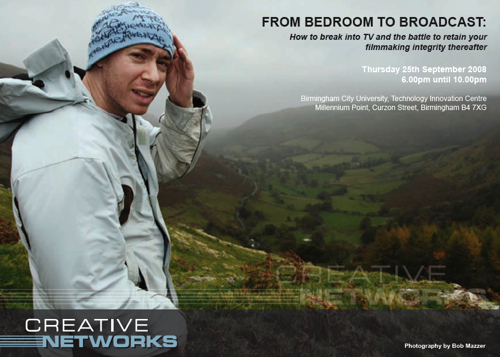 FROM BEDROOM TO BROADCAST:
How to break into TV and the battle to retain your
filmmaking integrity thereafter
Thursday 25th September 2008
6.00pm until 10.00pm
Birmingham City University, Technology Innovation Centre
Millennium Point, Curzon Street, Birmingham B4 7XG
CREATIVE
NETWORKS
CREATIVE
NETWORKS
Photography by Bob Mazzer